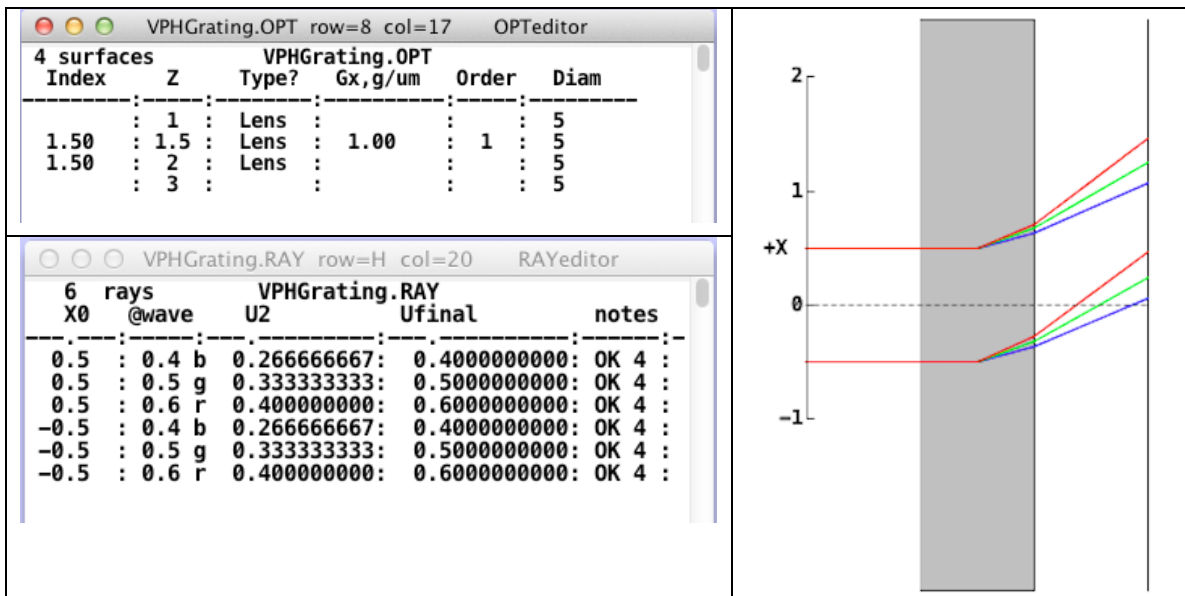 VPHGrating.OPT row=8 col=17 OPTeditor
4 surfaces VPHGrating.OPT
Index Z Type? Gx,g/um Order Diam
---------:-----:--------:----------:-----:---------
: 1 : Lens : : : 5
1.50 : 1.5 : Lens : 1.00 : 1 : 5
1.50 : 2 : Lens : : : 5
: 3 : : : : 5
VPHGrating.RAY row=H col=20 RAYeditor
6 rays VPHGrating.RAY
X0 @wave U2 Ufinal notes
---.---:-----:---.----------:---.----------:------:-
0.5 : 0.4 b 0.266666667: 0.4000000000: OK 4 :
0.5 : 0.5 g 0.333333333: 0.5000000000: OK 4 :
0.5 : 0.6 r 0.400000000: 0.6000000000: OK 4 :
-0.5 : 0.4 b 0.266666667: 0.4000000000: OK 4 :
-0.5 : 0.5 g 0.333333333: 0.5000000000: OK 4 :
-0.5 : 0.6 r 0.400000000: 0.6000000000: OK 4 :
2
1
+X
0
-1